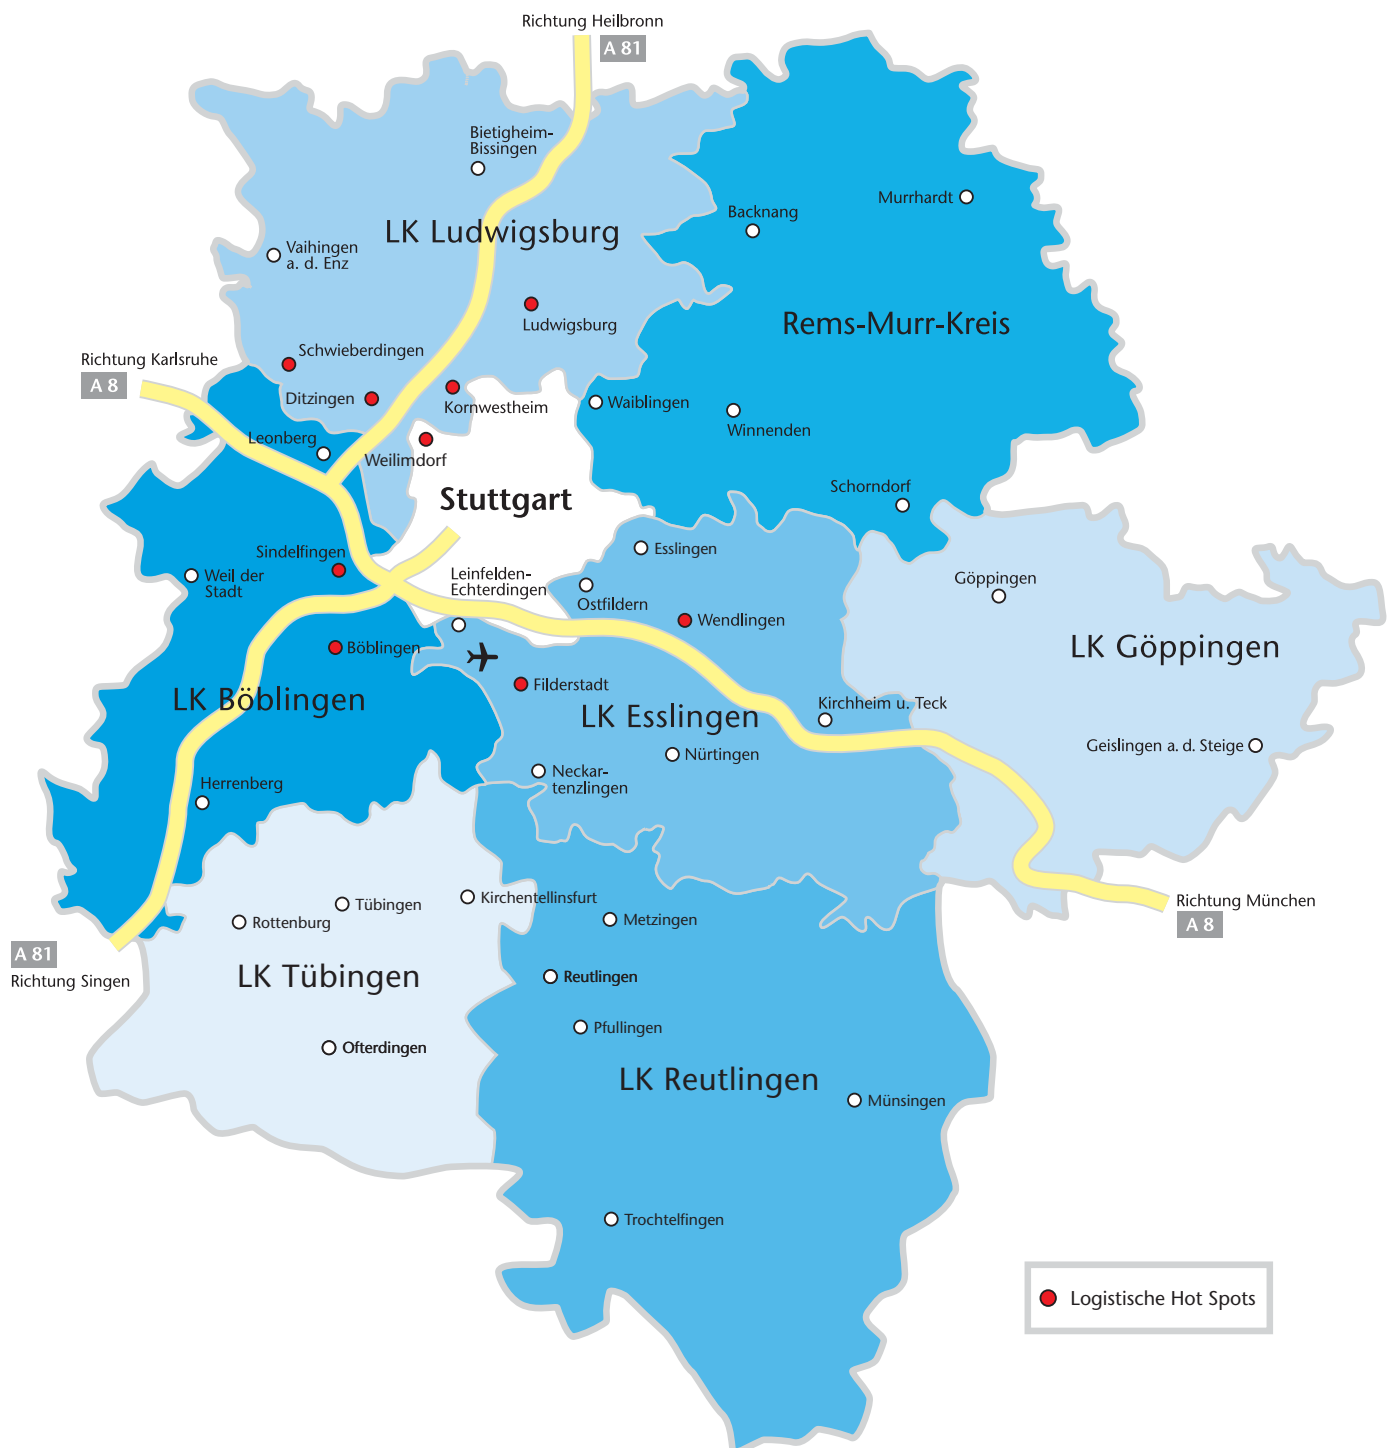 Richtung Heilbronn
A 81
Bietigheim-
Bissingen
Murrhardt
Backnang
LK Ludwigsburg
Vaihingen
a. d. Enz
Ludwigsburg
Rems-Murr-Kreis
Schwieberdingen
Richtung Karlsruhe
A 8
Ditzingen
Kornwestheim
Waiblingen
Winnenden
Leonberg
Weilimdorf
Schorndorf
Stuttgart
Sindelfingen
Esslingen
Weil der
Stadt
Leinfelden-
Echterdingen
Ostfildern
Göppingen
Wendlingen
Böblingen
LK Göppingen
Filderstadt
LK Böblingen
LK Esslingen
Kirchheim u. Teck
Geislingen a. d. Steige
Nürtingen
Neckar-
tenzlingen
Herrenberg
Kirchentellinsfurt
Tübingen
Rottenburg
Metzingen
Richtung München
A 8
A 81
Richtung Singen
LK Tübingen
Reutlingen
Pfullingen
Ofterdingen
LK Reutlingen
Münsingen
Trochtelfingen
Logistische Hot Spots